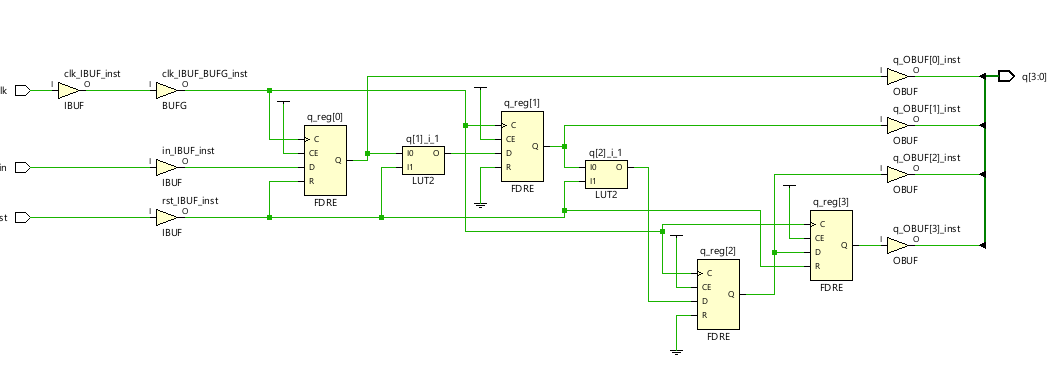 q_OBUF[0]_inst
clk_IBUF_inst
clk_IBUF_BUFG_inst
I O
q[3:0]
lk
I O
I O
IBUF
BUFG
OBUF
q_reg[1]
q_OBUF[1]_inst
q_reg[0]
C
I O
CE
C
q[1]_i_1
D
Q
OBUF
in_IBUF_inst
CE
I0 O
R
q[2]_i_1
q_OBUF[2]_inst
in
I O
D
Q
I1
FDRE
I0 O
I O
IBUF
R
LUT2
I1
OBUF
rst_IBUF_inst
FDRE
LUT2
q_reg[3]
st
I O
C
q_OBUF[3]_inst
IBUF
CE
I O
q_reg[2]
D
Q
OBUF
C
R
CE
FDRE
D
Q
R
FDRE